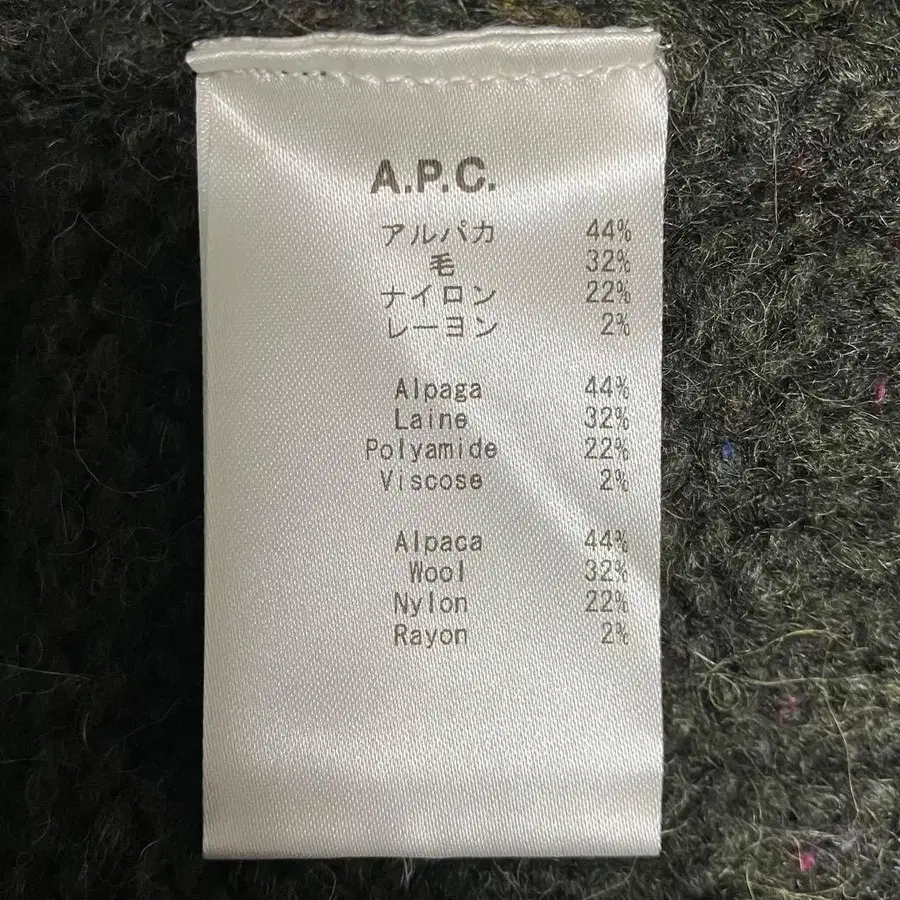 A.P.C.
アルパカ 44%
毛 32%
ナイロン 22%
レーヨン 2%
Alpaga 44%
Laine 32%
Polyamide 22%
Viscose 2%
Alpaca 44%
Wool 32%
Nylon 22%
Rayon 2%